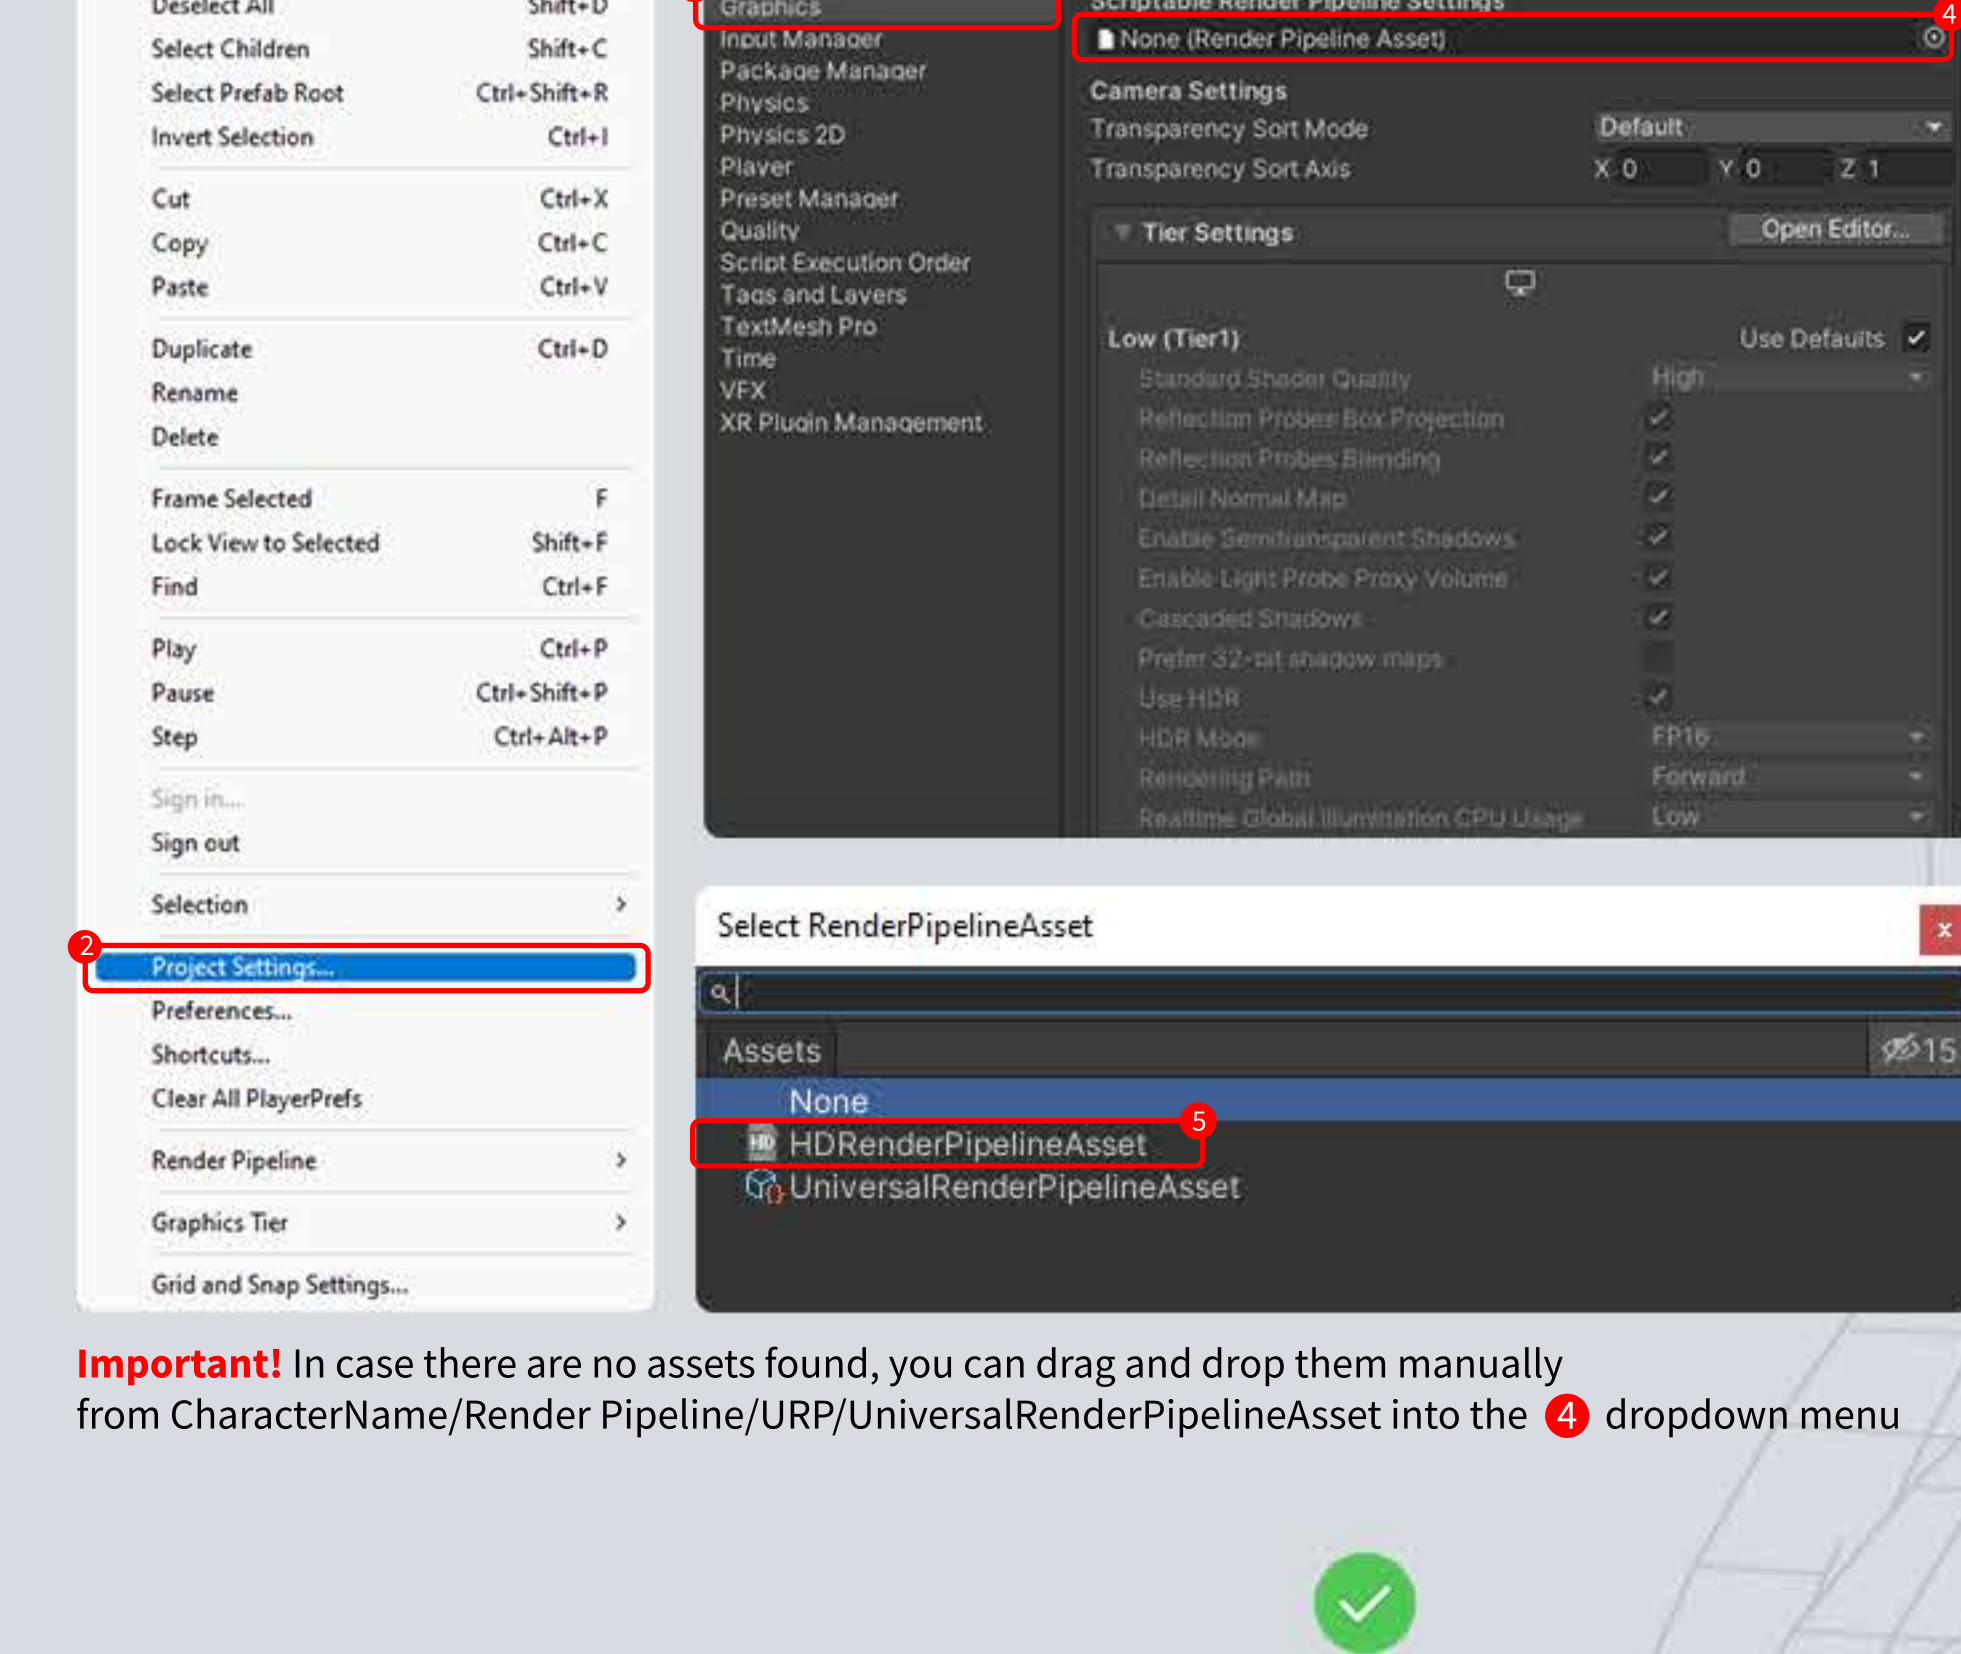 Deselect All Shift+D
Select Children Shift+C
Select Prefab Root Ctrl+Shift+R
Invert Selection Ctrl+I
Cut Ctrl+X
Copy Ctrl+C
Paste Ctrl+V
Duplicate Ctrl+D
Rename
Delete
Frame Selected F
Lock View to Selected Shift+F
Find Ctrl+F
Play Ctrl+P
Pause Ctrl+Shift+P
Step Ctrl+Alt+P
Sign in...
Sign out
Selection >
2
Project Settings...
Preferences...
Shortcuts...
Clear All PlayerPrefs
Render Pipeline >
Graphics Tier >
Grid and Snap Settings...
Graphics
Input Manager
Package Manager
Physics
Physics 2D
Player
Preset Manager
Quality
Script Execution Order
Tags and Layers
TextMesh Pro
Time
VFX
XR Plugin Management
Scriptable Render Pipeline Settings
4
None (Render Pipeline Asset)
Camera Settings
Transparency Sort Mode Default
Transparency Sort Axis X 0 Y 0 Z 1
Tier Settings Open Editor...
Low (Tier1) Use Defaults
Standard Shader Quality High
Reflection Probes Box Projection
Reflection Probes Blending
Detail Normal Map
Enable Semitransparent Shadows
Enable Light Probe Proxy Volume
Cascaded Shadows
Prefer 32-bit shadow maps
Use HDR
HDR Mode FP16
Rendering Path Forward
Realtime Global Illumination CPU Usage Low
Select RenderPipelineAsset x
Assets 15
None
5
HD HDRenderPipelineAsset
UniversalRenderPipelineAsset
Important! In case there are no assets found, you can drag and drop them manually
from CharacterName/Render Pipeline/URP/UniversalRenderPipelineAsset into the 4 dropdown menu